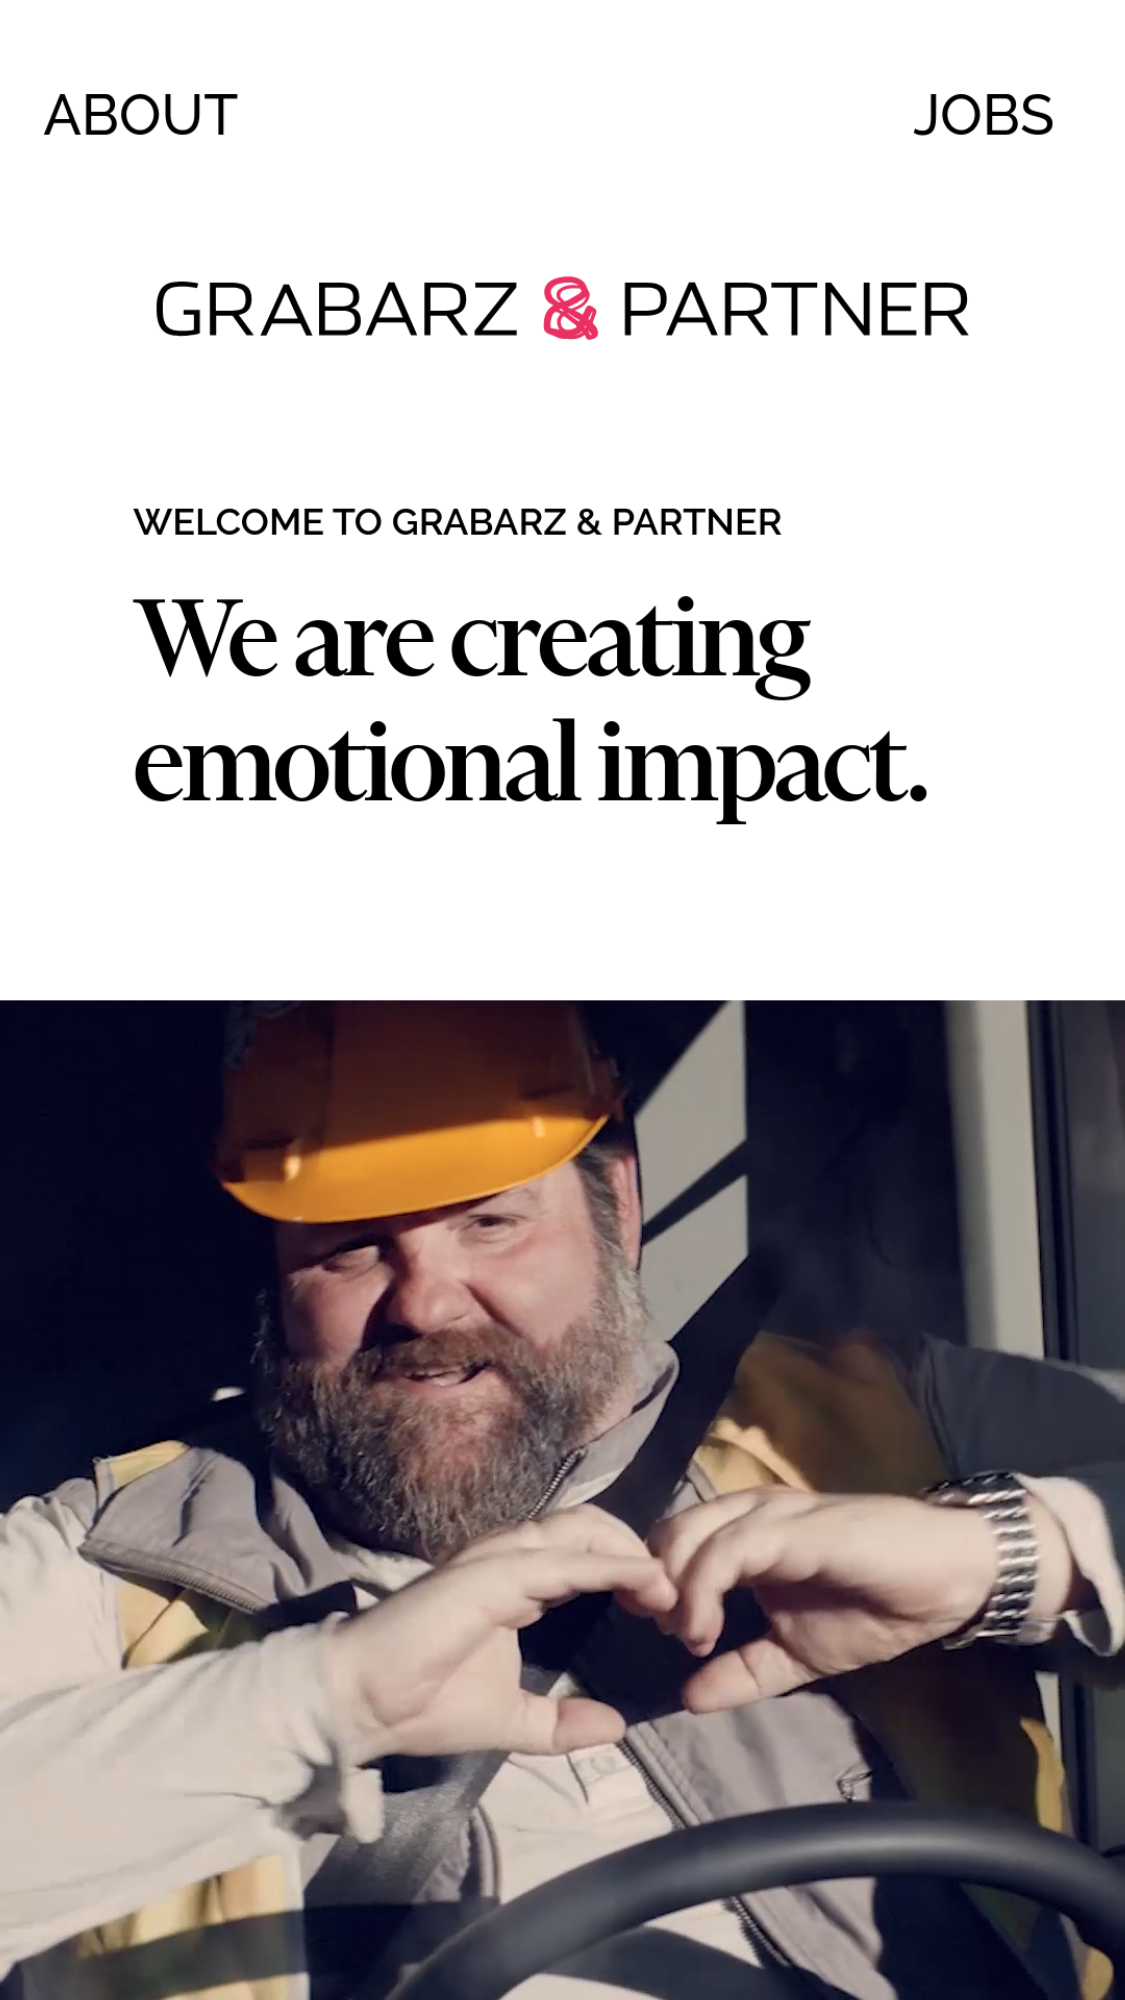 ABOUT JOBS
GRABARZ & PARTNER
WELCOME TO GRABARZ & PARTNER
We are creating
emotional impact.